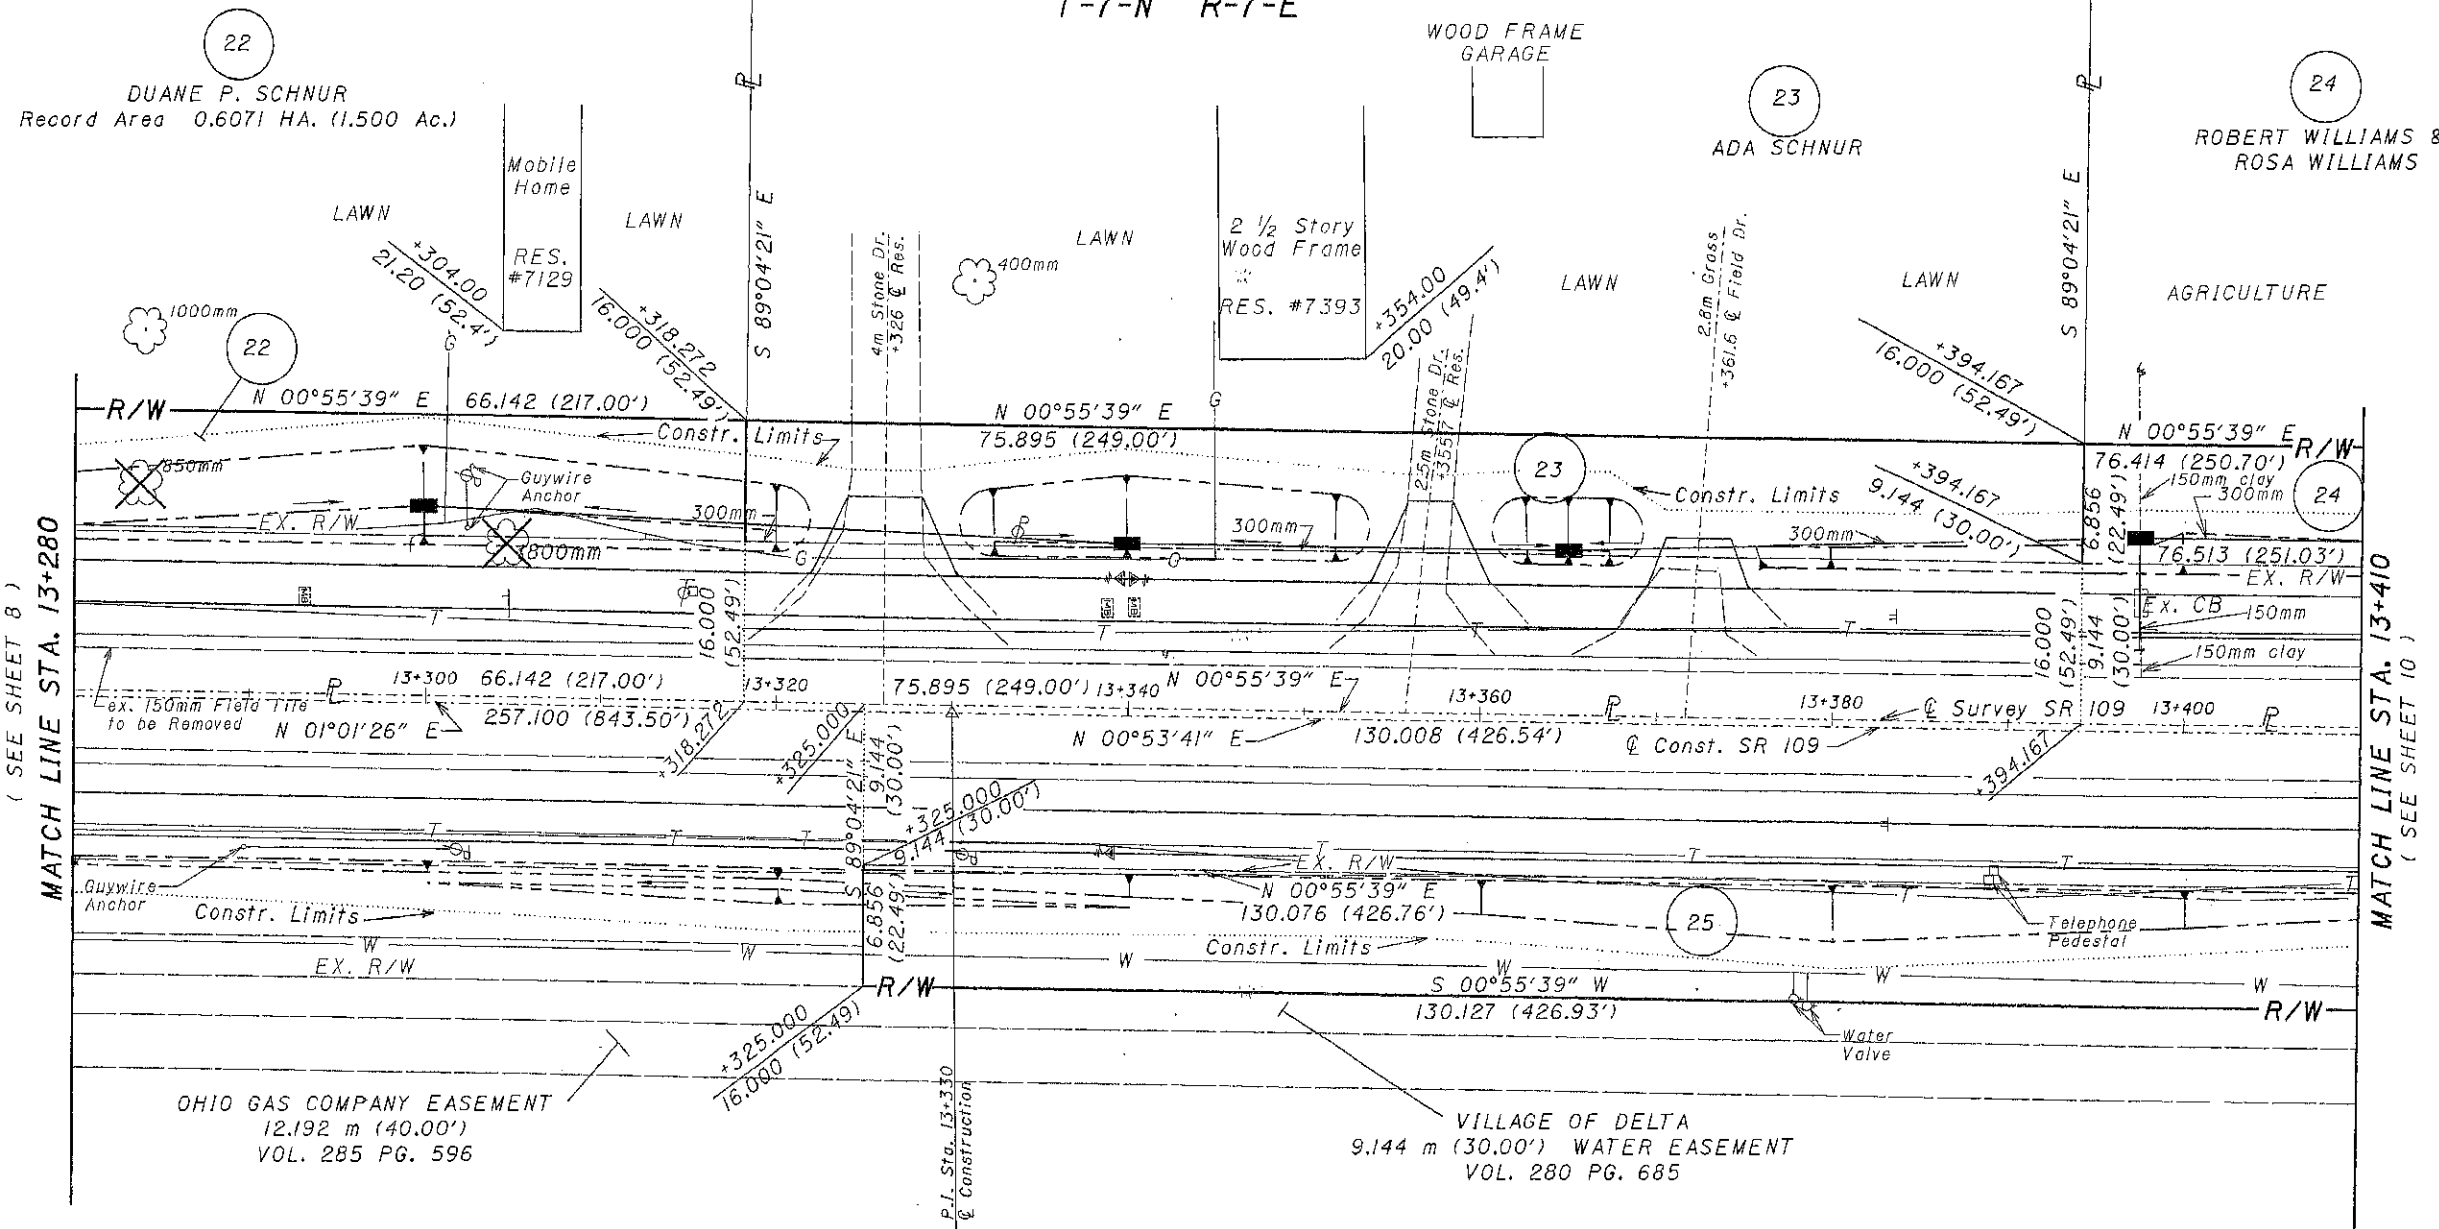 T-7-N R-7-E
22
DUANE P. SCHNUR
Record Area 0.6071 HA. (1.500 Ac.)
WOOD FRAME
GARAGE
23
ADA SCHNUR
24
ROBERT WILLIAMS &
ROSA WILLIAMS
PL
PL
Mobile
Home
RES.
#7129
LAWN
LAWN
LAWN
2 1/2 Story
Wood Frame
RES. #7393
LAWN
LAWN
AGRICULTURE
S 89°04'21" E
S 89°04'21" E
+304.00
21.20 (52.4')
+318.272
16.000 (52.49')
4m Stone Dr.
+326 ℄ Res.
400mm
+354.00
20.00 (49.4')
2.8m Grass
+361.6 ℄ Field Dr.
+394.167
16.000 (52.49')
1000mm
22
G
G
R/W
N 00°55'39" E 66.142 (217.00')
N 00°55'39" E
75.895 (249.00')
N 00°55'39" E
R/W
76.414 (250.70')
Constr. Limits
2.5m Stone Dr.
+355.7 ℄ Res.
23
Constr. Limits
+394.167
9.144 (30.00')
6.856
(22.49')
150mm clay
300mm
24
850mm
Guywire
Anchor
EX. R/W
300mm
300mm
300mm
800mm
G
G
76.513 (251.03')
EX. R/W
MB
MB
MB
T
T
T
T
16.000
(52.49')
16.000
(52.49')
9.144
(30.00')
EX. CB
150mm
150mm clay
( SEE SHEET 8 )
MATCH LINE STA. 13+280
MATCH LINE STA. 13+410
( SEE SHEET 10 )
ex. 150mm Field Tile
to be Removed
PL
13+300
66.142 (217.00')
13+320
75.895 (249.00')
13+340
N 00°55'39" E
13+360
PL
13+380
℄ Survey SR 109
13+400
PL
N 01°01'26" E
257.100 (843.50')
+318.272
+325.000
N 00°53'41" E
130.008 (426.54')
℄ Const. SR 109
+394.167
S 89°04'21" E
9.144
(30.00')
+325.000
9.144 (30.00')
T
T
T
T
T
T
T
T
Guywire
Anchor
Constr. Limits
6.856
(22.49')
EX. R/W
N 00°55'39" E
130.076 (426.76')
25
Telephone
Pedestal
Constr. Limits
W
W
W
W
W
W
EX. R/W
R/W
S 00°55'39" W
130.127 (426.93')
R/W
+325.000
16.000 (52.49)
Water
Valve
OHIO GAS COMPANY EASEMENT
12.192 m (40.00')
VOL. 285 PG. 596
P.I. Sta. 13+330
℄ Construction
VILLAGE OF DELTA
9.144 m (30.00') WATER EASEMENT
VOL. 280 PG. 685